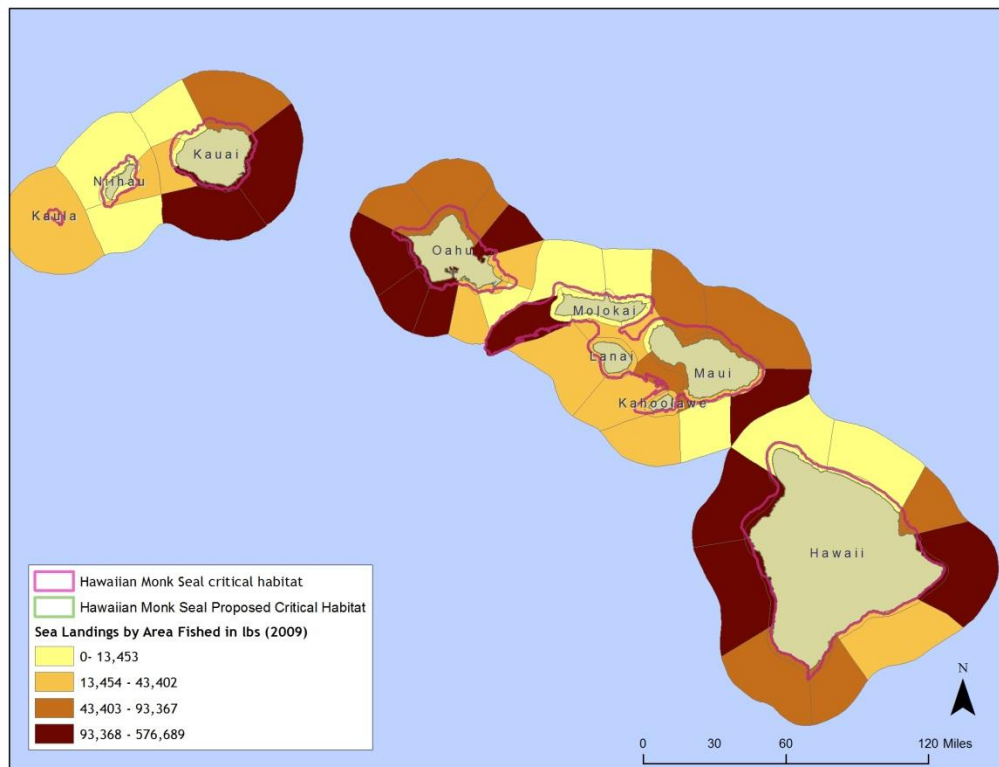 Kauai
Niihau
Kaula
Oahu
Molokai
Lanai
Maui
Kahoolawe
Hawaii
Hawaiian Monk Seal critical habitat
Hawaiian Monk Seal Proposed Critical Habitat
Sea Landings by Area Fished in lbs (2009)
0- 13,453
13,454 - 43,402
43,403 - 93,367
93,368 - 576,689
N
0 30 60 120 Miles